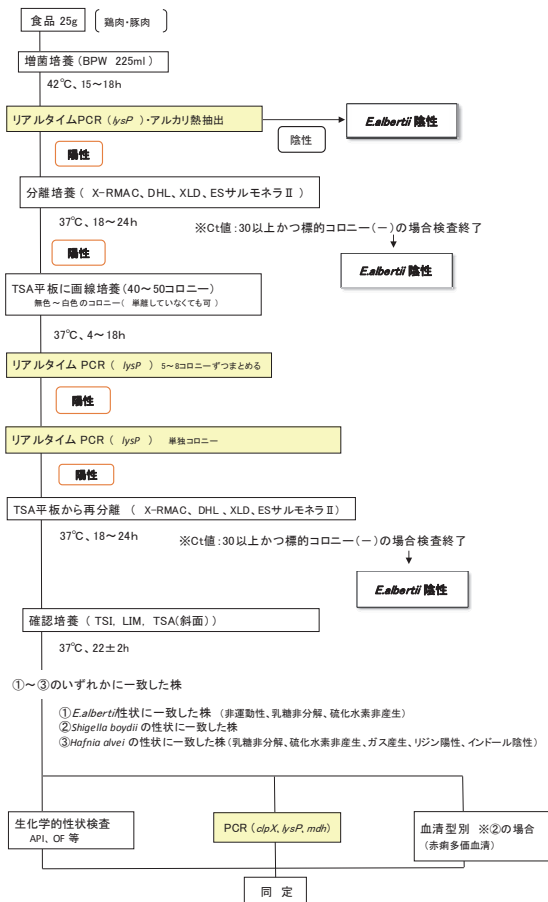 食品 25g
鶏肉・豚肉
増菌培養（BPW 225ml）
42℃、15～18h
リアルタイムPCR（lysP ）・アルカリ熱抽出
陰性
E.albertii 陰性
陽性
分離培養（ X-RMAC、DHL、XLD、ESサルモネラⅡ ）
37℃、18～24h
※Ct値：30以上かつ標的コロニー（－）の場合検査終了
陽性
E.albertii 陰性
TSA平板に画線培養（40～50コロニー）
無色～白色のコロニー（ 単離していなくても可 ）
37℃、4～18h
リアルタイム PCR（ lysP ） 5～8コロニーずつまとめる
陽性
リアルタイム PCR（ lysP ） 単独コロニー
陽性
TSA平板から再分離 （ X-RMAC、DHL 、XLD、ESサルモネラⅡ）
37℃、18～24h
※Ct値：30以上かつ標的コロニー（－）の場合検査終了
E.albertii 陰性
確認培養（ TSI, LIM, TSA(斜面) ）
37℃、22±2h
①～③のいずれかに一致した株
①E.albertii性状に一致した株 （非運動性、乳糖非分解、硫化水素非産生）
②Shigella boydii の性状に一致した株
③Hafnia alvei の性状に一致した株（乳糖非分解、硫化水素非産生、ガス産生、リジン陽性、インドール陰性）
生化学的性状検査
API、OF 等
PCR（clpX, lysP, mdh）
血清型別 ※②の場合
（赤痢多価血清）
同 定